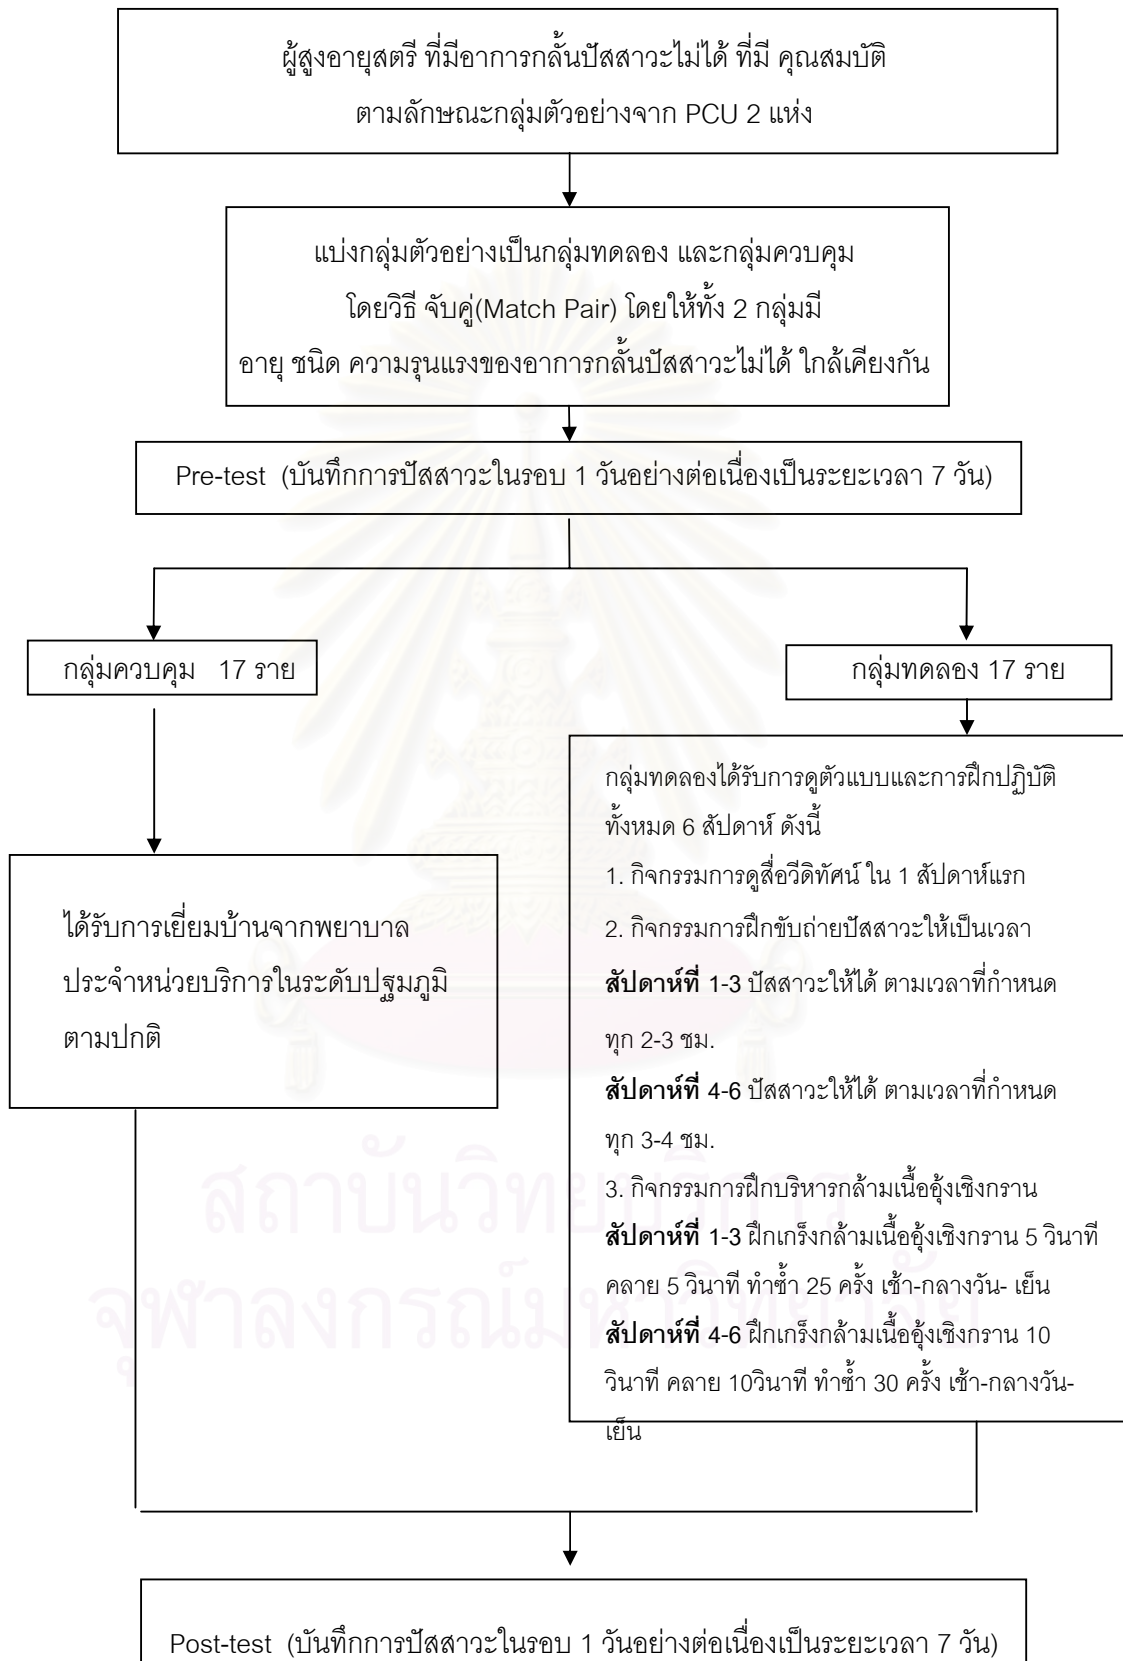 ผู้สูงอายุสตรี ที่มีอาการกลั้นปัสสาวะไม่ได้ ที่มี คุณสมบัติ
ตามลักษณะกลุ่มตัวอย่างจาก PCU 2 แห่ง
แบ่งกลุ่มตัวอย่างเป็นกลุ่มทดลอง และกลุ่มควบคุม
โดยวิธี จับคู่(Match Pair) โดยให้ทั้ง 2 กลุ่มมี
อายุ ชนิด ความรุนแรงของอาการกลั้นปัสสาวะไม่ได้ ใกล้เคียงกัน
Pre-test (บันทึกการปัสสาวะในรอบ 1 วันอย่างต่อเนื่องเป็นระยะเวลา 7 วัน)
กลุ่มควบคุม 17 ราย
กลุ่มทดลอง 17 ราย
ได้รับการเยี่ยมบ้านจากพยาบาล
ประจำหน่วยบริการในระดับปฐมภูมิ
ตามปกติ
กลุ่มทดลองได้รับการดูตัวแบบและการฝึกปฏิบัติ
ทั้งหมด 6 สัปดาห์ ดังนี้
1. กิจกรรมการดูสื่อวีดิทัศน์ ใน 1 สัปดาห์แรก
2. กิจกรรมการฝึกขับถ่ายปัสสาวะให้เป็นเวลา
สัปดาห์ที่ 1-3 ปัสสาวะให้ได้ ตามเวลาที่กำหนด
ทุก 2-3 ชม.
สัปดาห์ที่ 4-6 ปัสสาวะให้ได้ ตามเวลาที่กำหนด
ทุก 3-4 ชม.
3. กิจกรรมการฝึกบริหารกล้ามเนื้ออุ้งเชิงกราน
สัปดาห์ที่ 1-3 ฝึกเกร็งกล้ามเนื้ออุ้งเชิงกราน 5 วินาที
คลาย 5 วินาที ทำซ้ำ 25 ครั้ง เช้า-กลางวัน- เย็น
สัปดาห์ที่ 4-6 ฝึกเกร็งกล้ามเนื้ออุ้งเชิงกราน 10
วินาที คลาย 10วินาที ทำซ้ำ 30 ครั้ง เช้า-กลางวัน-
เย็น
สถาบันวิทยบริการ
จุฬาลงกรณ์มหาวิทยาลัย
Post-test (บันทึกการปัสสาวะในรอบ 1 วันอย่างต่อเนื่องเป็นระยะเวลา 7 วัน)